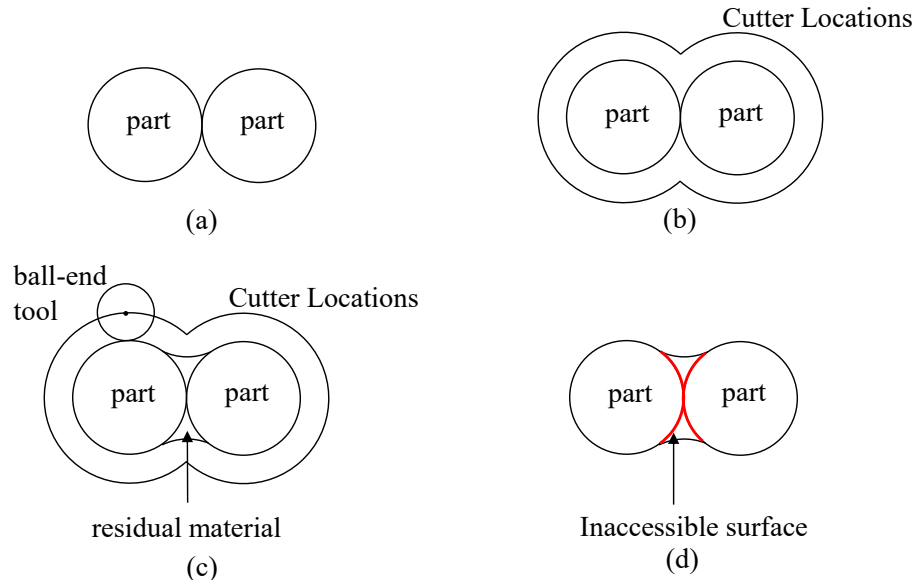 part part
(a)
Cutter Locations
part part
(b)
ball-end
tool
Cutter Locations
part part
residual material
(c)
part part
Inaccessible surface
(d)